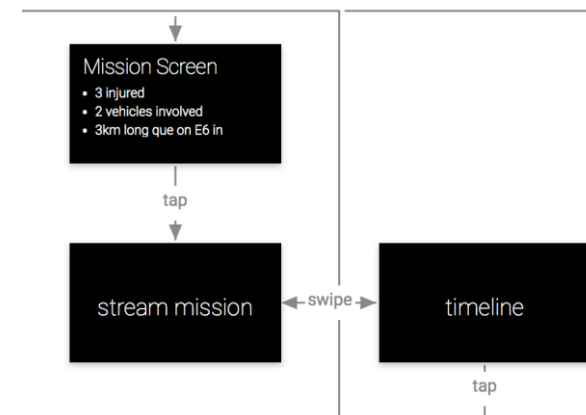 Mission Screen
• 3 injured
• 2 vehicles involved
• 3km long que on E6 in
tap
stream mission
swipe
timeline
tap